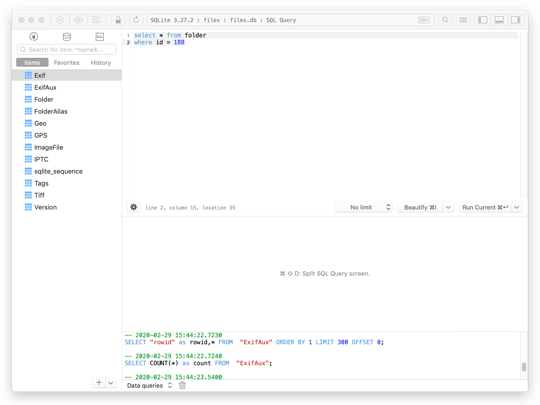 SQLite 3.27.2 : files : files.db : SQL Query
SQL
Search for item: ^name$...
Items
Favorites
History
Exif
ExifAux
Folder
FolderAlias
Geo
GPS
ImageFile
IPTC
sqlite_sequence
Tags
Tiff
Version
1 select * from folder
2 where id = 188
line 2, column 15, location 35
No limit
Beautify ⌘I
Run Current ⌘↩
⌘ ⇧ D: Split SQL Query screen.
-- 2020-02-29 15:44:22.7230
SELECT "rowid" as rowid,* FROM "ExifAux" ORDER BY 1 LIMIT 300 OFFSET 0;
-- 2020-02-29 15:44:22.7240
SELECT COUNT(*) as count FROM "ExifAux";
-- 2020-02-29 15:44:23.5400
Data queries